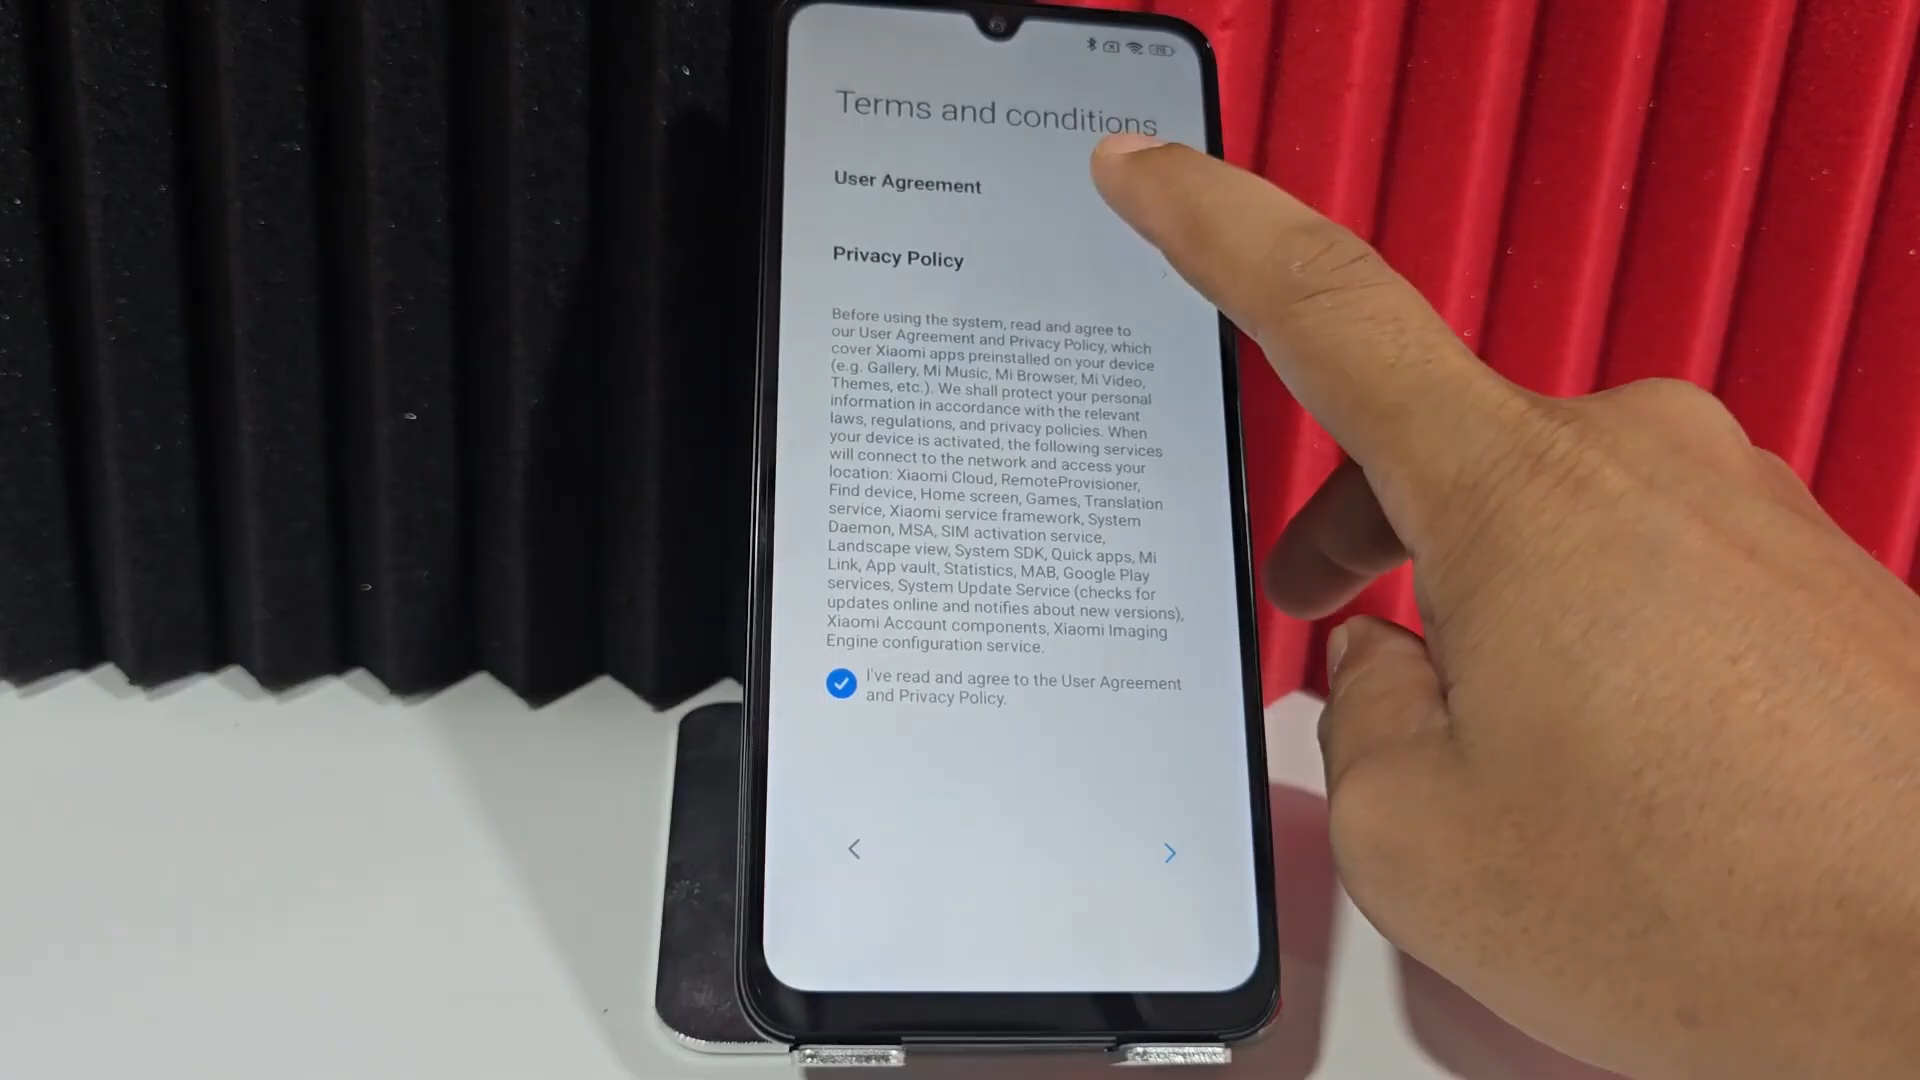 Terms and conditions
User Agreement
Privacy Policy
Before using the system, read and agree to
our User Agreement and Privacy Policy, which
cover Xiaomi apps preinstalled on your device
(e.g. Gallery, Mi Music, Mi Browser, Mi Video,
Themes, etc.). We shall protect your personal
information in accordance with the relevant
laws, regulations, and privacy policies. When
your device is activated, the following services
will connect to the network and access your
location: Xiaomi Cloud, RemoteProvisioner,
Find device, Home screen, Games, Translation
service, Xiaomi service framework, System
Daemon, MSA, SIM activation service,
Landscape view, System SDK, Quick apps, Mi
Link, App vault, Statistics, MAB, Google Play
services, System Update Service (checks for
updates online and notifies about new versions),
Xiaomi Account components, Xiaomi Imaging
Engine configuration service.
I've read and agree to the User Agreement
and Privacy Policy.